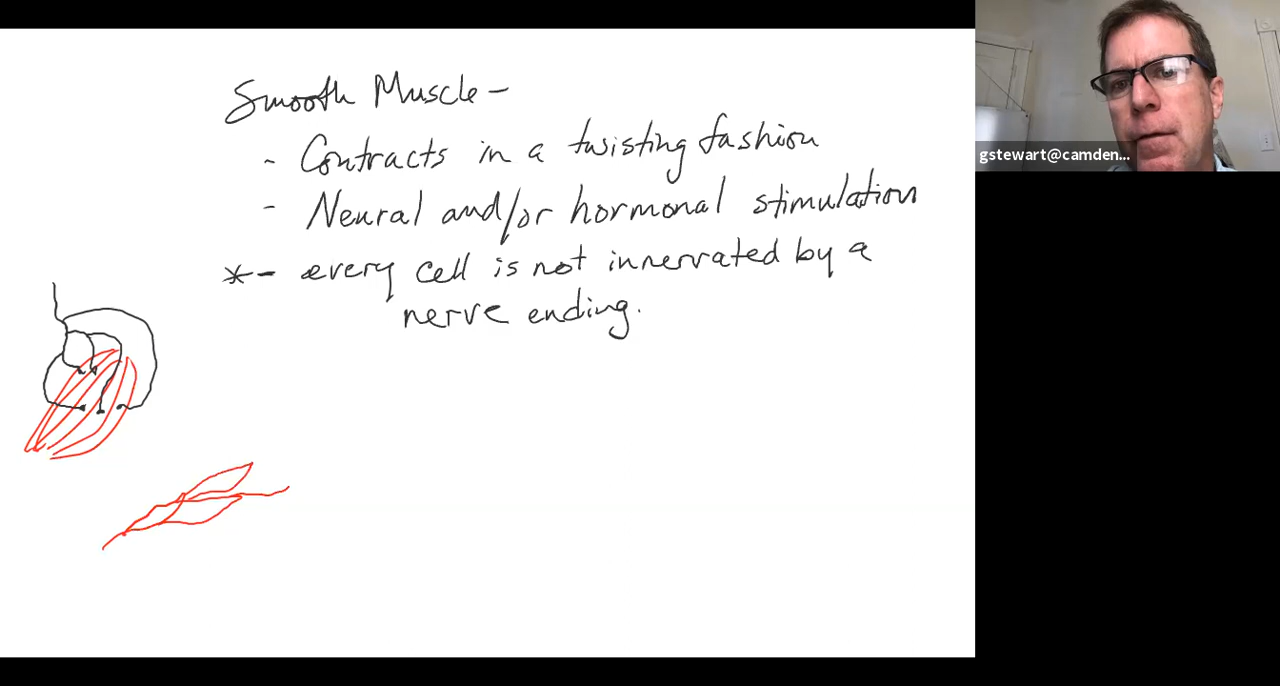 Smooth Muscle -
- Contracts in a twisting fashion
- Neural and/or hormonal stimulation
*- every cell is not innervated by a
nerve ending.
gstewart@camden...